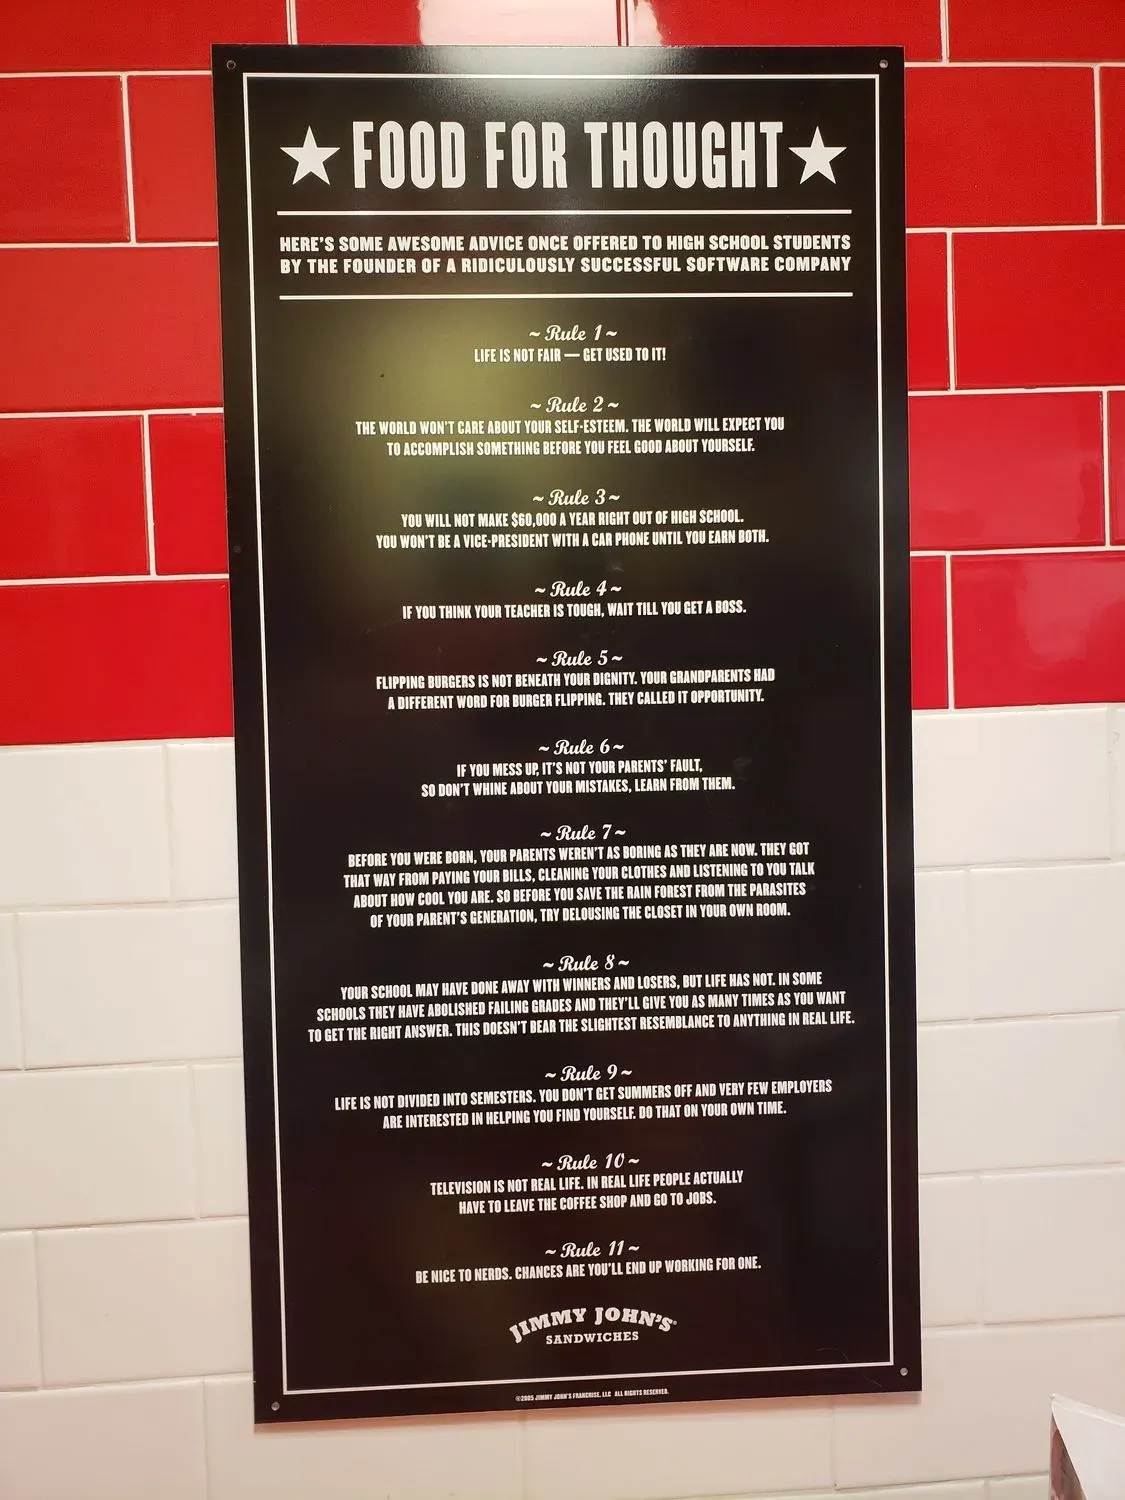 ★ FOOD FOR THOUGHT ★
HERE'S SOME AWESOME ADVICE ONCE OFFERED TO HIGH SCHOOL STUDENTS
BY THE FOUNDER OF A RIDICULOUSLY SUCCESSFUL SOFTWARE COMPANY
~ Rule 1 ~
LIFE IS NOT FAIR — GET USED TO IT!
~ Rule 2 ~
THE WORLD WON'T CARE ABOUT YOUR SELF-ESTEEM. THE WORLD WILL EXPECT YOU
TO ACCOMPLISH SOMETHING BEFORE YOU FEEL GOOD ABOUT YOURSELF.
~ Rule 3 ~
YOU WILL NOT MAKE $60,000 A YEAR RIGHT OUT OF HIGH SCHOOL.
YOU WON'T BE A VICE-PRESIDENT WITH A CAR PHONE UNTIL YOU EARN BOTH.
~ Rule 4 ~
IF YOU THINK YOUR TEACHER IS TOUGH, WAIT TILL YOU GET A BOSS.
~ Rule 5 ~
FLIPPING BURGERS IS NOT BENEATH YOUR DIGNITY. YOUR GRANDPARENTS HAD
A DIFFERENT WORD FOR BURGER FLIPPING. THEY CALLED IT OPPORTUNITY.
~ Rule 6 ~
IF YOU MESS UP, IT'S NOT YOUR PARENTS' FAULT,
SO DON'T WHINE ABOUT YOUR MISTAKES, LEARN FROM THEM.
~ Rule 7 ~
BEFORE YOU WERE BORN, YOUR PARENTS WEREN'T AS BORING AS THEY ARE NOW. THEY GOT
THAT WAY FROM PAYING YOUR BILLS, CLEANING YOUR CLOTHES AND LISTENING TO YOU TALK
ABOUT HOW COOL YOU ARE. SO BEFORE YOU SAVE THE RAIN FOREST FROM THE PARASITES
OF YOUR PARENT'S GENERATION, TRY DELOUSING THE CLOSET IN YOUR OWN ROOM.
~ Rule 8 ~
YOUR SCHOOL MAY HAVE DONE AWAY WITH WINNERS AND LOSERS, BUT LIFE HAS NOT. IN SOME
SCHOOLS THEY HAVE ABOLISHED FAILING GRADES AND THEY'LL GIVE YOU AS MANY TIMES AS YOU WANT
TO GET THE RIGHT ANSWER. THIS DOESN'T BEAR THE SLIGHTEST RESEMBLANCE TO ANYTHING IN REAL LIFE.
~ Rule 9 ~
LIFE IS NOT DIVIDED INTO SEMESTERS. YOU DON'T GET SUMMERS OFF AND VERY FEW EMPLOYERS
ARE INTERESTED IN HELPING YOU FIND YOURSELF. DO THAT ON YOUR OWN TIME.
~ Rule 10 ~
TELEVISION IS NOT REAL LIFE. IN REAL LIFE PEOPLE ACTUALLY
HAVE TO LEAVE THE COFFEE SHOP AND GO TO JOBS.
~ Rule 11 ~
BE NICE TO NERDS. CHANCES ARE YOU'LL END UP WORKING FOR ONE.
JIMMY JOHN'S®
SANDWICHES
©2005 JIMMY JOHN'S FRANCHISE, LLC ALL RIGHTS RESERVED.